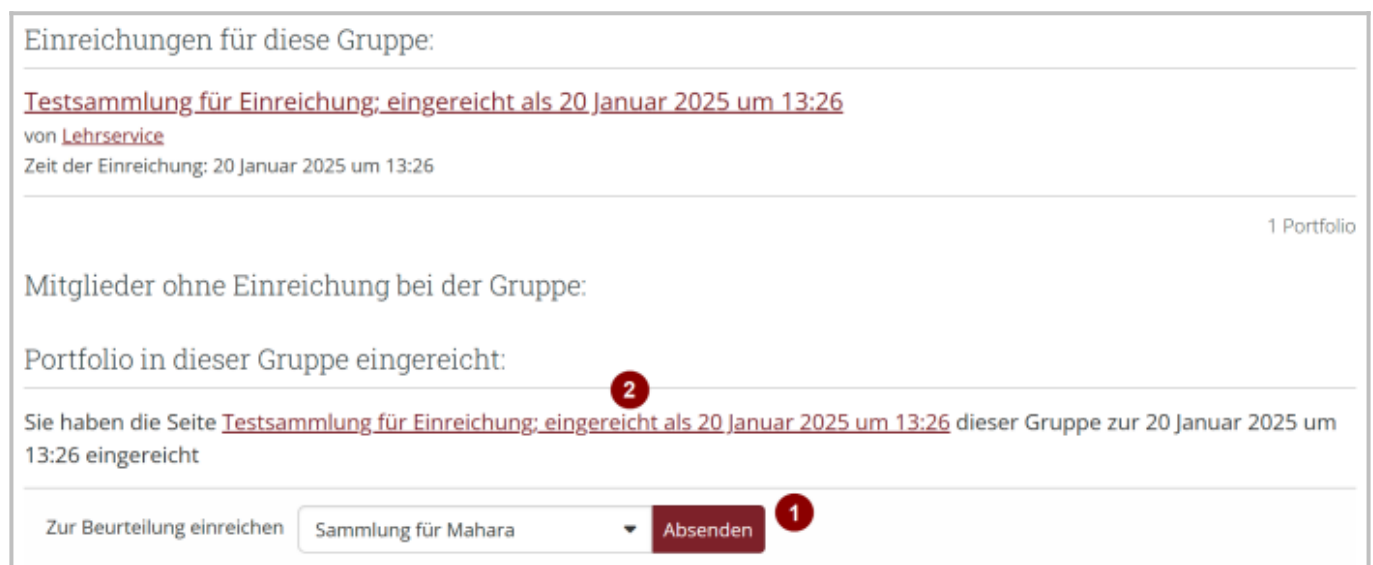 Einreichungen für diese Gruppe:
Testsammlung für Einreichung; eingereicht als 20 Januar 2025 um 13:26
von Lehrservice
Zeit der Einreichung: 20 Januar 2025 um 13:26
1 Portfolio
Mitglieder ohne Einreichung bei der Gruppe:
Portfolio in dieser Gruppe eingereicht:
2
Sie haben die Seite Testsammlung für Einreichung; eingereicht als 20 Januar 2025 um 13:26 dieser Gruppe zur 20 Januar 2025 um
13:26 eingereicht
Zur Beurteilung einreichen Sammlung für Mahara Absenden 1